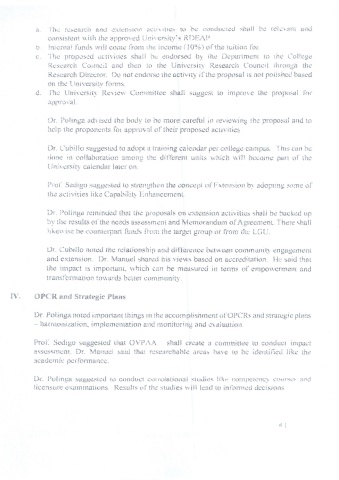 a. The research and extension activities to be conducted shall be relevant and
consistent with the approved University's RDEAP
b. Internal funds will create from the income (10%) of the tuition fee.
c. The proposed activities shall be endorsed by the Department to the College
Research Council and then to the University Research Council through the
Research Director. Do not endorse the activity if the proposal is not polished based
on the University forms.
d. The University Review Committee shall suggest to improve the proposal for
approval.
Dr. Polinga advised the body to be more careful in reviewing the proposal and to
help the proponents for approval of their proposed activities
Dr. Cubillo suggested to adopt a training calendar per college campus. This can be
done in collaboration among the different units which will become part of the
University calendar later on.
Prof. Sedigo suggested to strengthen the concept of Extension by adopting some of
the activities like Capability Enhancement.
Dr. Polinga reminded that the proposals on extension activities shall be backed up
by the results of the needs assessment and Memorandum of Agreement. There shall
likewise be counterpart funds from the target group or from the LGU.
Dr. Cubillo noted the relationship and difference between community engagement
and extension. Dr. Manuel shared his views based on accreditation. He said that
the impact is important, which can be measured in terms of empowerment and
transformation towards better community.
IV. OPCR and Strategic Plans
Dr. Polinga noted important things in the accomplishment of OPCRs and strategic plans
– harmonization, implementation and monitoring and evaluation
Prof. Sedigo suggested that OVPAA shall create a committee to conduct impact
assessment. Dr. Manuel said that researchable areas have to be identified like the
academic performance.
Dr. Polinga suggested to conduct correlational studies like competency courses and
licensure examinations. Results of the studies will lead to informed decisions